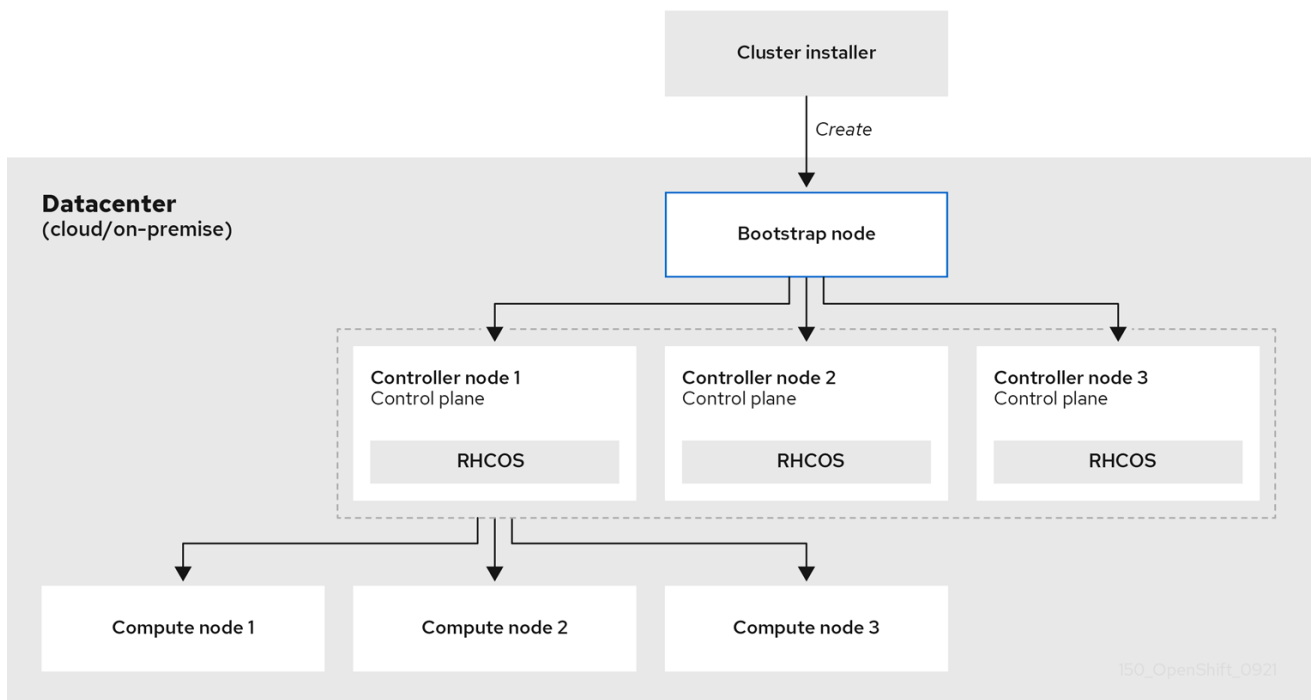 Cluster installer
Create
Datacenter
(cloud/on-premise)
Bootstrap node
Controller node 1
Control plane
RHCOS
Controller node 2
Control plane
RHCOS
Controller node 3
Control plane
RHCOS
Compute node 1
Compute node 2
Compute node 3
150_OpenShift_0921